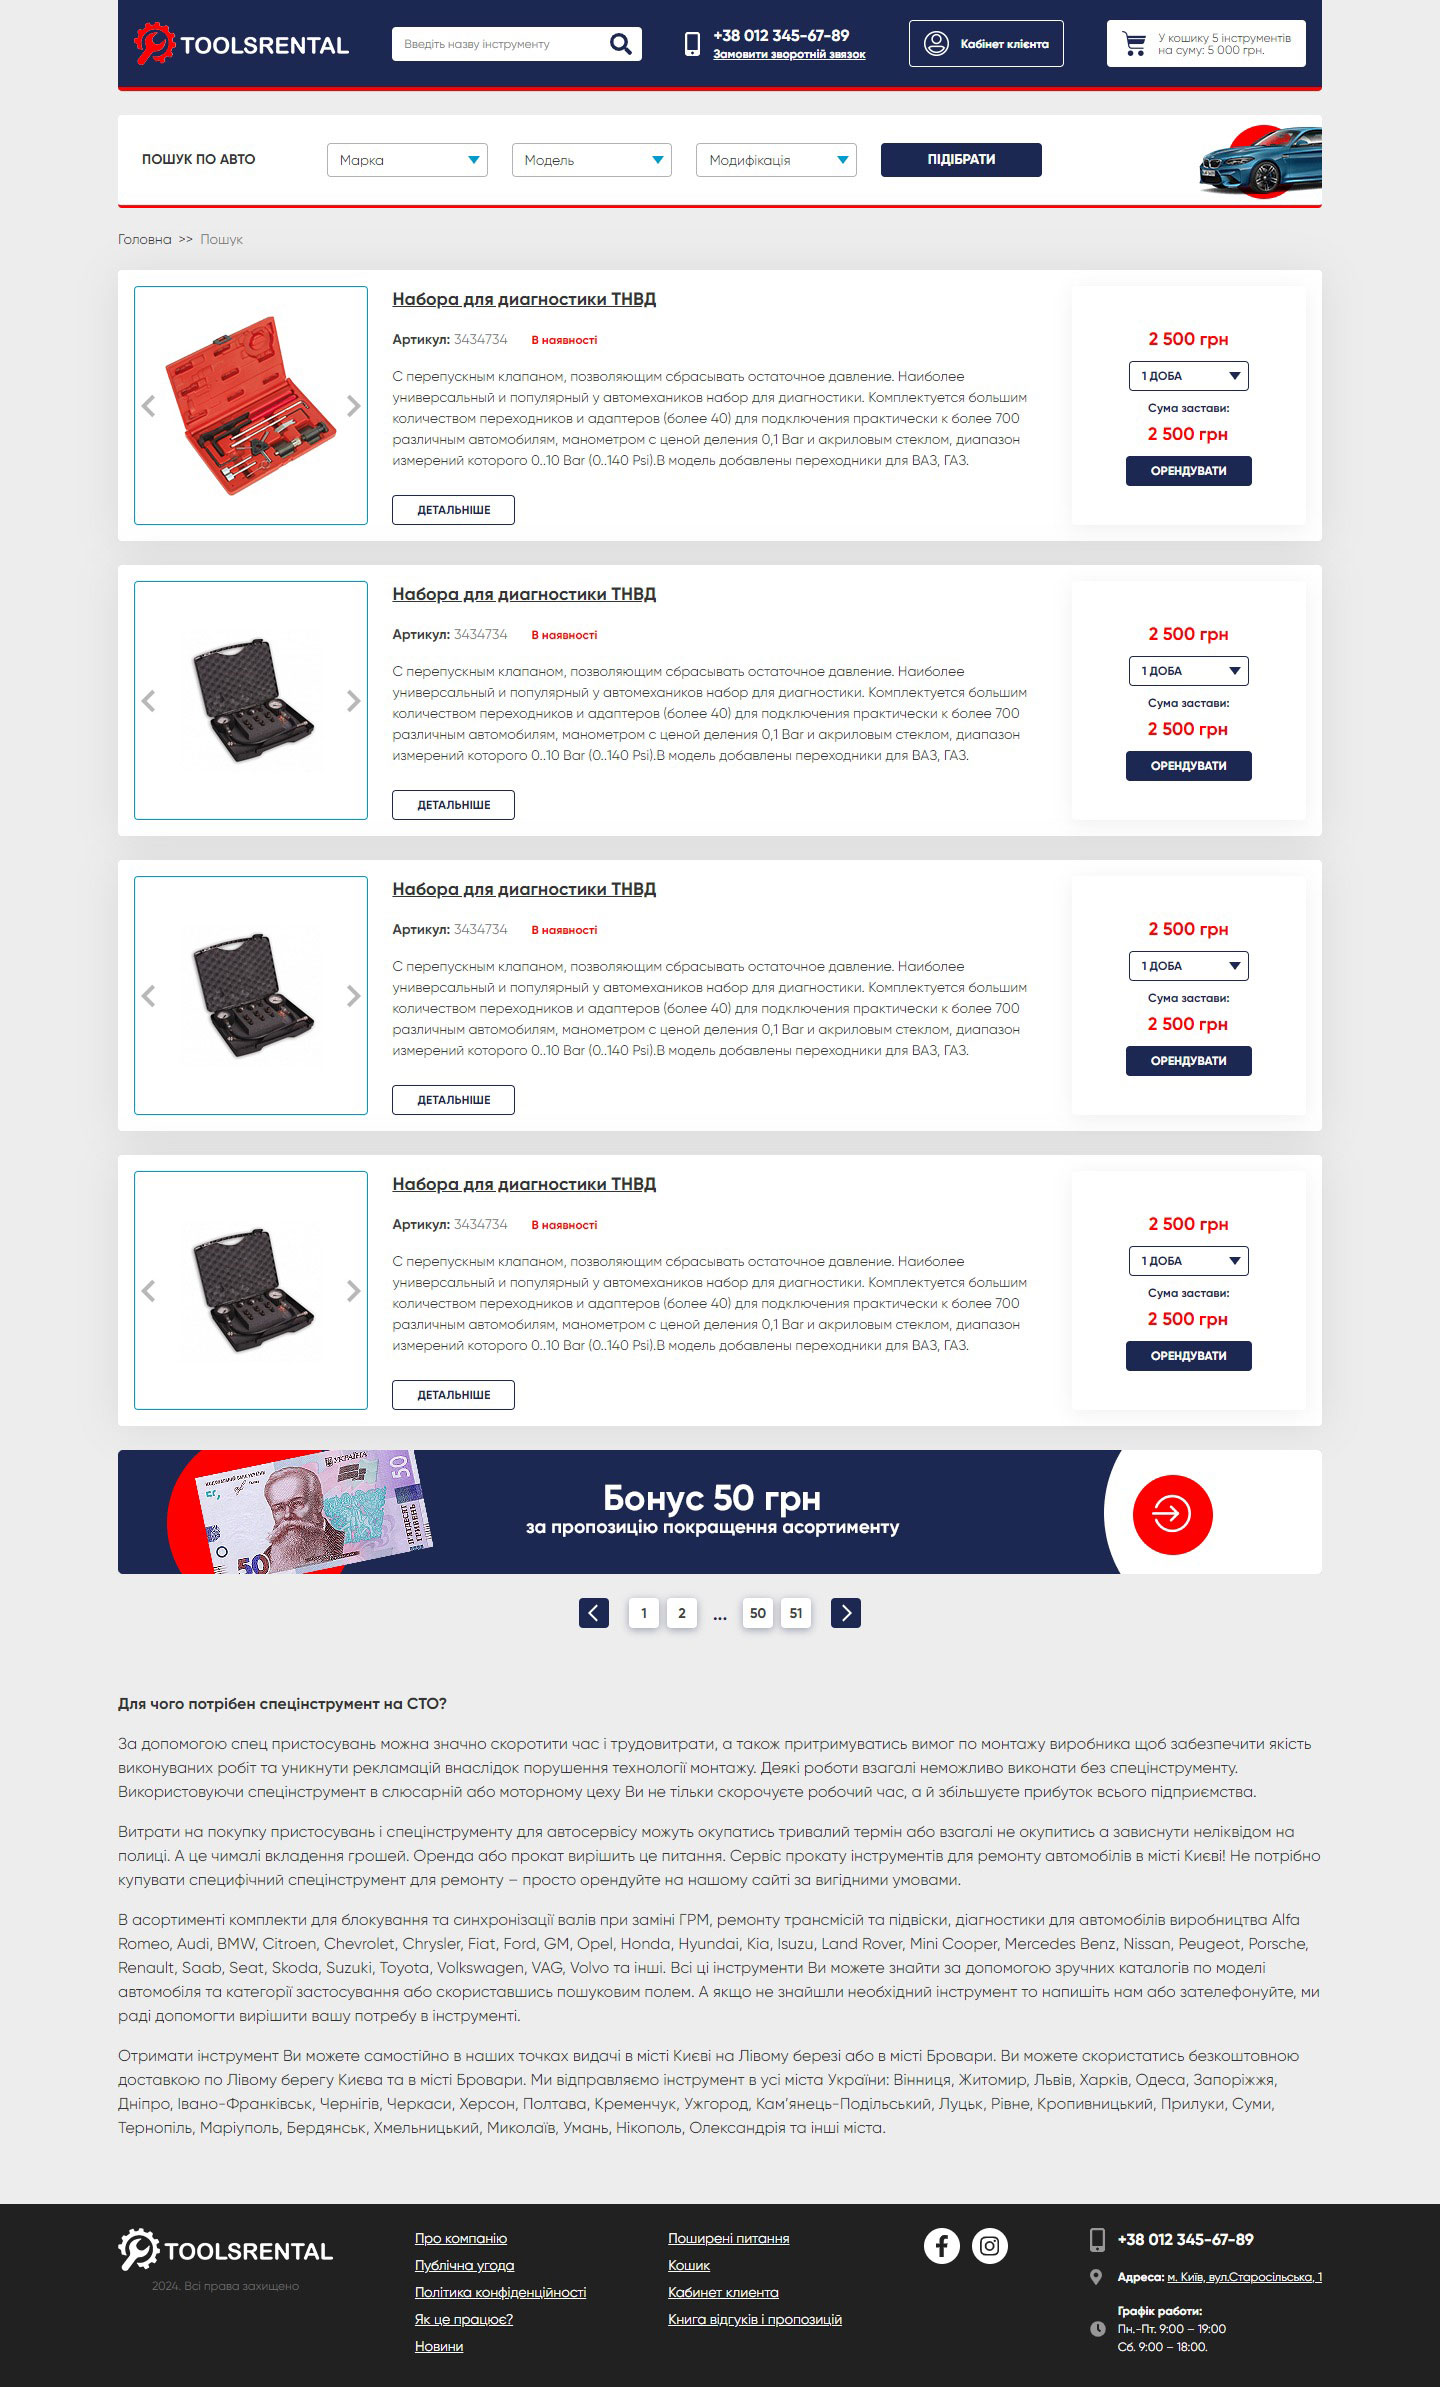 TOOLSRENTAL
Введіть назву інструменту
+38 012 345-67-89
Замовити зворотній звязок
Кабінет клієнта
У кошику 5 інструментів
на суму: 5 000 грн.
ПОШУК ПО АВТО
Марка
Модель
Модифікація
ПІДІБРАТИ
Головна >> Пошук
Набора для диагностики ТНВД
Артикул: 3434734 В наявності
С перепускным клапаном, позволяющим сбрасывать остаточное давление. Наиболее
универсальный и популярный у автомехаников набор для диагностики. Комплектуется большим
количеством переходников и адаптеров (более 40) для подключения практически к более 700
различным автомобилям, манометром с ценой деления 0,1 Bar и акриловым стеклом, диапазон
измерений которого 0..10 Bar (0..140 Psi).В модель добавлены переходники для ВАЗ, ГАЗ.
ДЕТАЛЬНІШЕ
2 500 грн
1 ДОБА
Сума застави:
2 500 грн
ОРЕНДУВАТИ
Набора для диагностики ТНВД
Артикул: 3434734 В наявності
С перепускным клапаном, позволяющим сбрасывать остаточное давление. Наиболее
универсальный и популярный у автомехаников набор для диагностики. Комплектуется большим
количеством переходников и адаптеров (более 40) для подключения практически к более 700
различным автомобилям, манометром с ценой деления 0,1 Bar и акриловым стеклом, диапазон
измерений которого 0..10 Bar (0..140 Psi).В модель добавлены переходники для ВАЗ, ГАЗ.
ДЕТАЛЬНІШЕ
2 500 грн
1 ДОБА
Сума застави:
2 500 грн
ОРЕНДУВАТИ
Набора для диагностики ТНВД
Артикул: 3434734 В наявності
С перепускным клапаном, позволяющим сбрасывать остаточное давление. Наиболее
универсальный и популярный у автомехаников набор для диагностики. Комплектуется большим
количеством переходников и адаптеров (более 40) для подключения практически к более 700
различным автомобилям, манометром с ценой деления 0,1 Bar и акриловым стеклом, диапазон
измерений которого 0..10 Bar (0..140 Psi).В модель добавлены переходники для ВАЗ, ГАЗ.
ДЕТАЛЬНІШЕ
2 500 грн
1 ДОБА
Сума застави:
2 500 грн
ОРЕНДУВАТИ
Набора для диагностики ТНВД
Артикул: 3434734 В наявності
С перепускным клапаном, позволяющим сбрасывать остаточное давление. Наиболее
универсальный и популярный у автомехаников набор для диагностики. Комплектуется большим
количеством переходников и адаптеров (более 40) для подключения практически к более 700
различным автомобилям, манометром с ценой деления 0,1 Bar и акриловым стеклом, диапазон
измерений которого 0..10 Bar (0..140 Psi).В модель добавлены переходники для ВАЗ, ГАЗ.
ДЕТАЛЬНІШЕ
2 500 грн
1 ДОБА
Сума застави:
2 500 грн
ОРЕНДУВАТИ
УКРАЇНА
50
П'ЯТДЕСЯТ
ГРИВЕНЬ
50
Бонус 50 грн
за пропозицію покращення асортименту
1 2 ... 50 51
Для чого потрібен спецінструмент на СТО?
За допомогою спец пристосувань можна значно скоротити час і трудовитрати, а також притримуватись вимог по монтажу виробника щоб забезпечити якість
виконуваних робіт та уникнути рекламацій внаслідок порушення технології монтажу. Деякі роботи взагалі неможливо виконати без спецінструменту.
Використовуючи спецінструмент в слюсарній або моторному цеху Ви не тільки скорочуєте робочий час, а й збільшуєте прибуток всього підприємства.
Витрати на покупку пристосувань і спецінструменту для автосервісу можуть окупатись тривалий термін або взагалі не окупитись а зависнути неліквідом на
полиці. А це чималі вкладення грошей. Оренда або прокат вирішить це питання. Сервіс прокату інструментів для ремонту автомобілів в місті Києві! Не потрібно
купувати специфічний спецінструмент для ремонту – просто орендуйте на нашому сайті за вигідними умовами.
В асортименті комплекти для блокування та синхронізації валів при заміні ГРМ, ремонту трансмісій та підвіски, діагностики для автомобілів виробництва Alfa
Romeo, Audi, BMW, Citroen, Chevrolet, Chrysler, Fiat, Ford, GM, Opel, Honda, Hyundai, Kia, Isuzu, Land Rover, Mini Cooper, Mercedes Benz, Nissan, Peugeot, Porsche,
Renault, Saab, Seat, Skoda, Suzuki, Toyota, Volkswagen, VAG, Volvo та інші. Всі ці інструменти Ви можете знайти за допомогою зручних каталогів по моделі
автомобіля та категорії застосування або скориставшись пошуковим полем. А якщо не знайшли необхідний інструмент то напишіть нам або зателефонуйте, ми
раді допомогти вирішити вашу потребу в інструменті.
Отримати інструмент Ви можете самостійно в наших точках видачі в місті Києві на Лівому березі або в місті Бровари. Ви можете скористатись безкоштовною
доставкою по Лівому берегу Києва та в місті Бровари. Ми відправляємо інструмент в усі міста України: Вінниця, Житомир, Львів, Харків, Одеса, Запоріжжя,
Дніпро, Івано-Франківськ, Чернігів, Черкаси, Херсон, Полтава, Кременчук, Ужгород, Кам’янець-Подільський, Луцьк, Рівне, Кропивницький, Прилуки, Суми,
Тернопіль, Маріуполь, Бердянськ, Хмельницький, Миколаїв, Умань, Нікополь, Олександрія та інші міста.
TOOLSRENTAL
2024. Всі права захищено
Про компанію
Публічна угода
Політика конфіденційності
Як це працює?
Новини
Поширені питання
Кошик
Кабинет клиента
Книга відгуків і пропозицій
+38 012 345-67-89
Адреса: м. Київ, вул.Старосільська, 1
Графік работи:
Пн.-Пт. 9:00 – 19:00
Сб. 9:00 – 18:00.